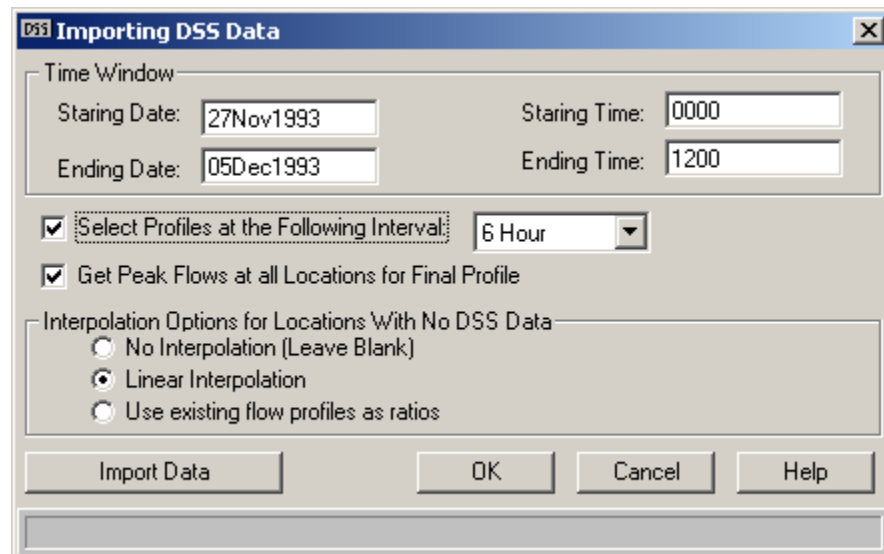 DSS Importing DSS Data
Time Window
Staring Date: 27Nov1993 Staring Time: 0000
Ending Date: 05Dec1993 Ending Time: 1200
Select Profiles at the Following Interval: 6 Hour
Get Peak Flows at all Locations for Final Profile
Interpolation Options for Locations With No DSS Data
No Interpolation (Leave Blank)
Linear Interpolation
Use existing flow profiles as ratios
Import Data OK Cancel Help